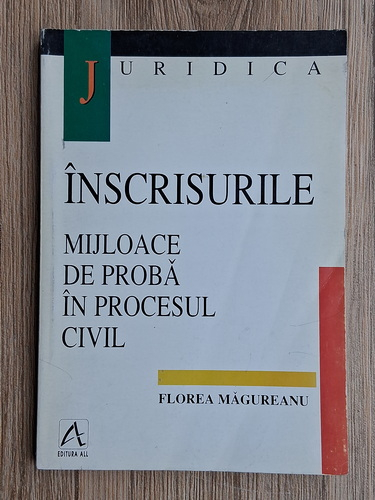 JURIDICA
ÎNSCRISURILE
MIJLOACE
DE PROBĂ
ÎN PROCESUL
CIVIL
FLOREA MĂGUREANU
EDITURA ALL